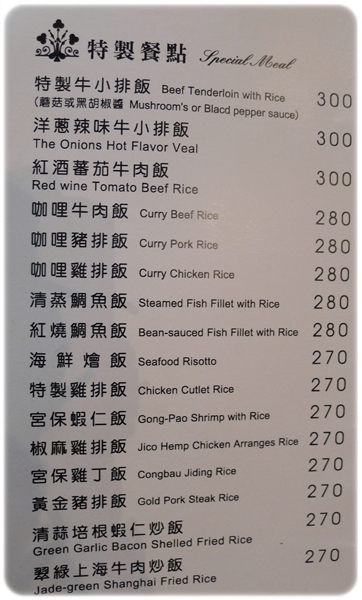 特製餐點 Special Meal
特製牛小排飯 Beef Tenderloin with Rice 300
(蘑菇或黑胡椒醬 Mushroom's or Blacd pepper sauce)
洋蔥辣味牛小排飯 300
The Onions Hot Flavor Veal
紅酒蕃茄牛肉飯 300
Red wine Tomato Beef Rice
咖哩牛肉飯 Curry Beef Rice 280
咖哩豬排飯 Curry Pork Rice 280
咖哩雞排飯 Curry Chicken Rice 280
清蒸鯛魚飯 Steamed Fish Fillet with Rice 280
紅燒鯛魚飯 Bean-sauced Fish Fillet with Rice 280
海鮮燴飯 Seafood Risotto 270
特製雞排飯 Chicken Cutlet Rice 270
宮保蝦仁飯 Gong-Pao Shrimp with Rice 270
椒麻雞排飯 Jico Hemp Chicken Arranges Rice 270
宮保雞丁飯 Congbau Jiding Rice 270
黃金豬排飯 Gold Pork Steak Rice 270
清蒜培根蝦仁炒飯 270
Green Garlic Bacon Shelled Fried Rice
翠綠上海牛肉炒飯 270
Jade-green Shanghai Fried Rice